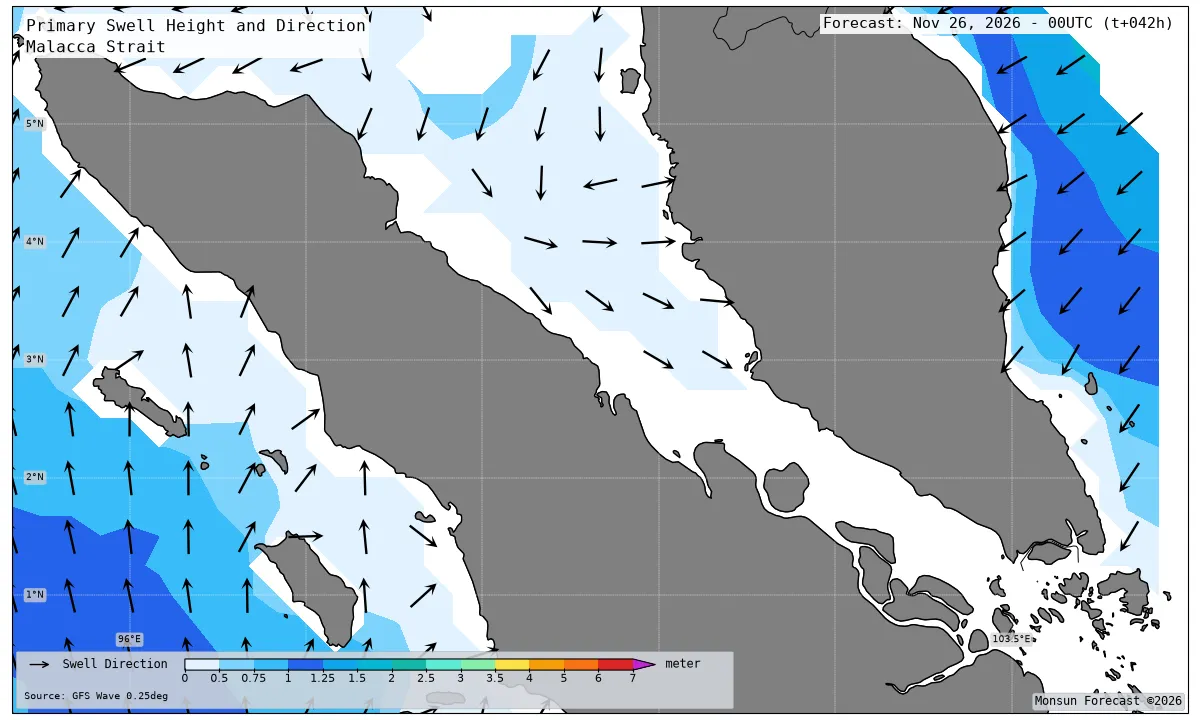 Primary Swell Height and Direction
Malacca Strait
Forecast: Nov 26, 2026 - 00UTC (t+042h)
5°N
4°N
3°N
2°N
1°N
96°E
103.5°E
Swell Direction
meter
0 0.5 0.75 1 1.25 1.5 2 2.5 3 3.5 4 5 6 7
Source: GFS Wave 0.25deg
Monsun Forecast ©2026